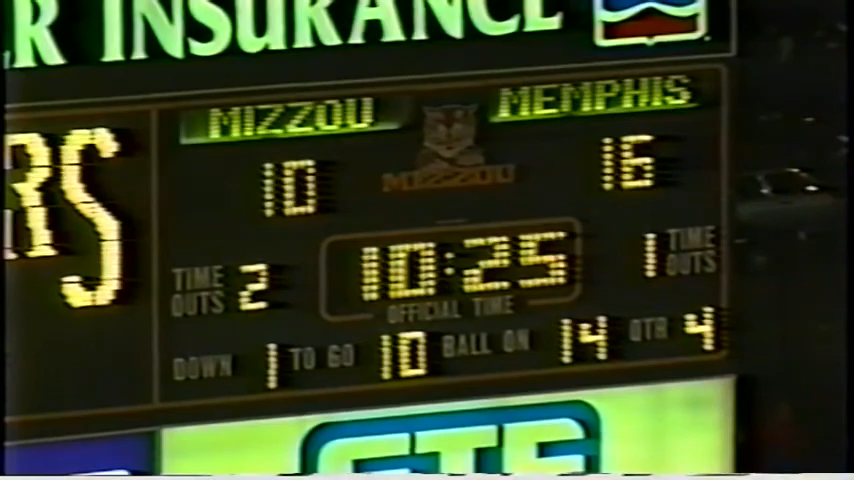 R INSURANCE
MIZZOU MEMPHIS
RS 10 16
MIZZOU
10:25
TIME OUTS 2 1 TIME OUTS
OFFICIAL TIME
DOWN 1 TO GO 10 BALL ON 14 QTR 4
GTE